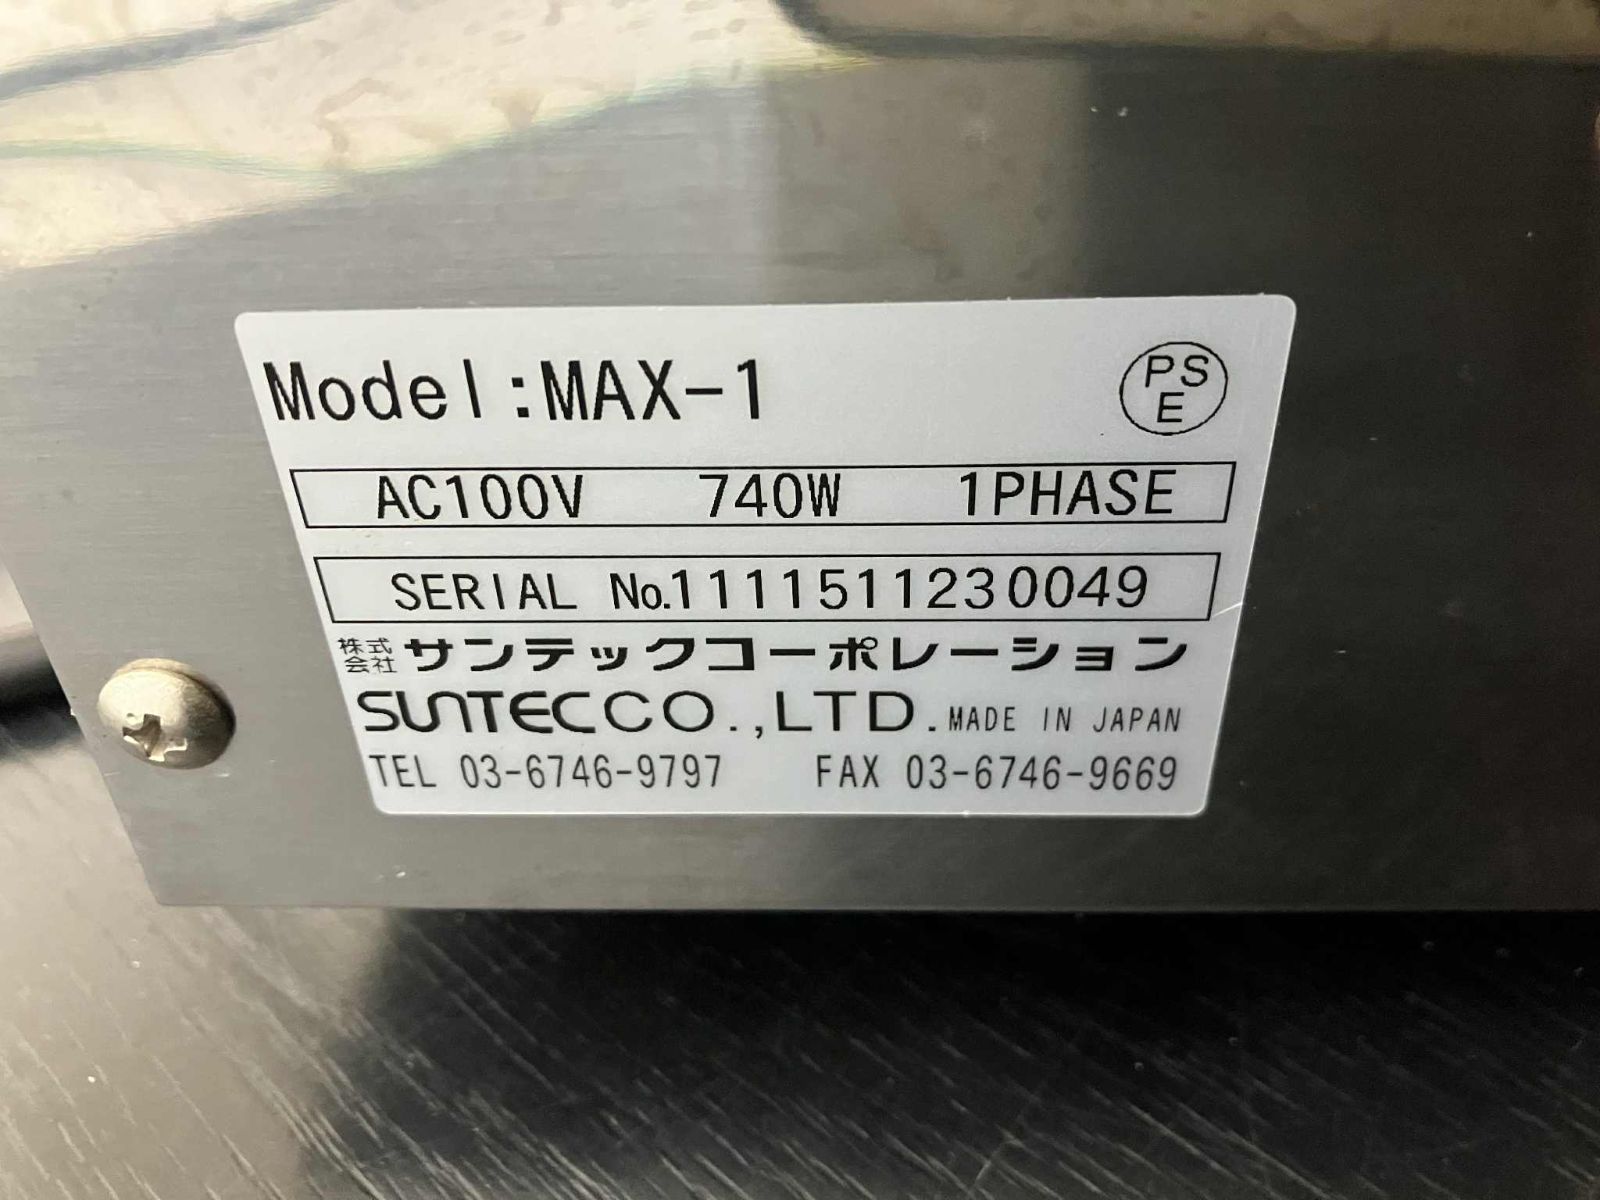 Model:MAX-1
PS
E
AC100V 740W 1PHASE
SERIAL No.1111511230049
株式会社 サンテックコーポレーション
SUNTEC CO.,LTD. MADE IN JAPAN
TEL 03-6746-9797 FAX 03-6746-9669